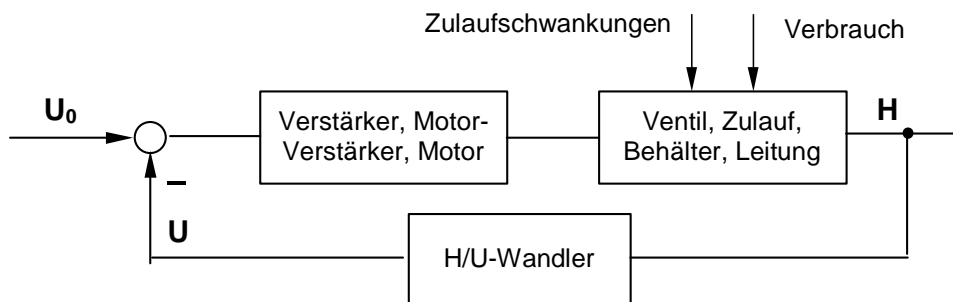 Zulaufschwankungen
Verbrauch
U₀
Verstärker, Motor-
Verstärker, Motor
Ventil, Zulauf,
Behälter, Leitung
H
–
U
H/U-Wandler